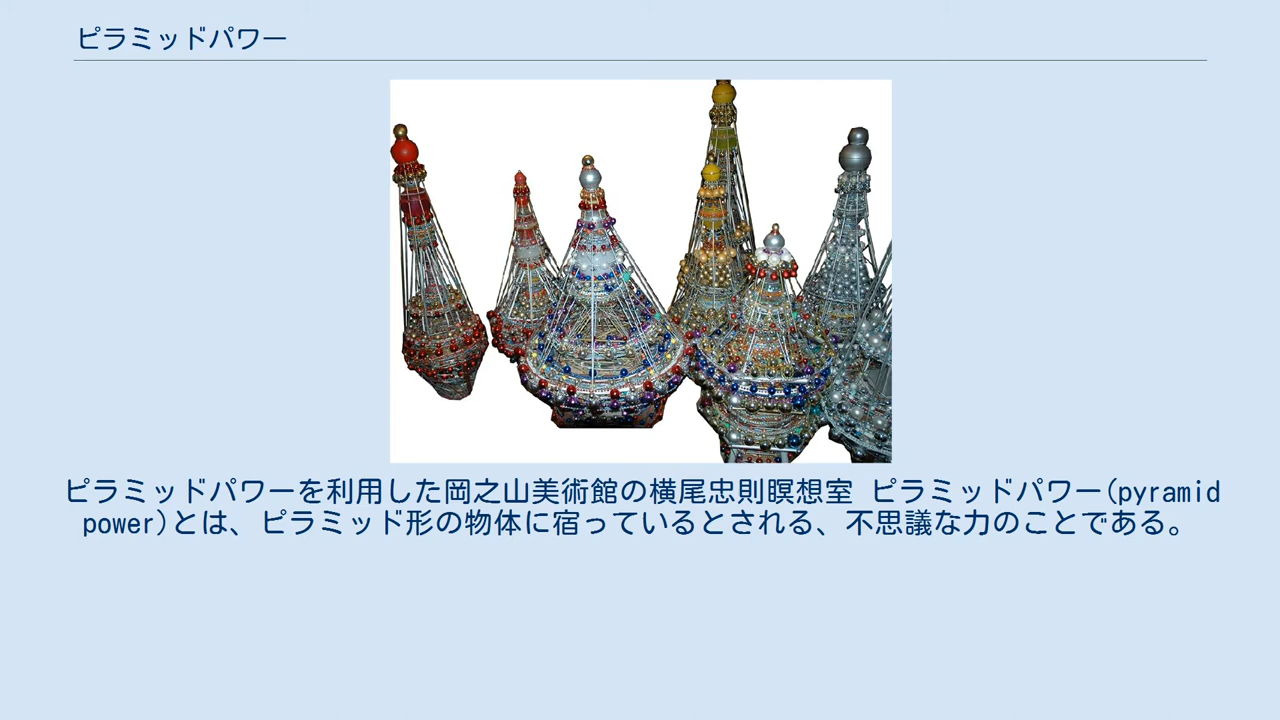 ピラミッドパワー
ピラミッドパワーを利用した岡之山美術館の横尾忠則瞑想室 ピラミッドパワー(pyramid
power)とは、ピラミッド形の物体に宿っているとされる、不思議な力のことである。